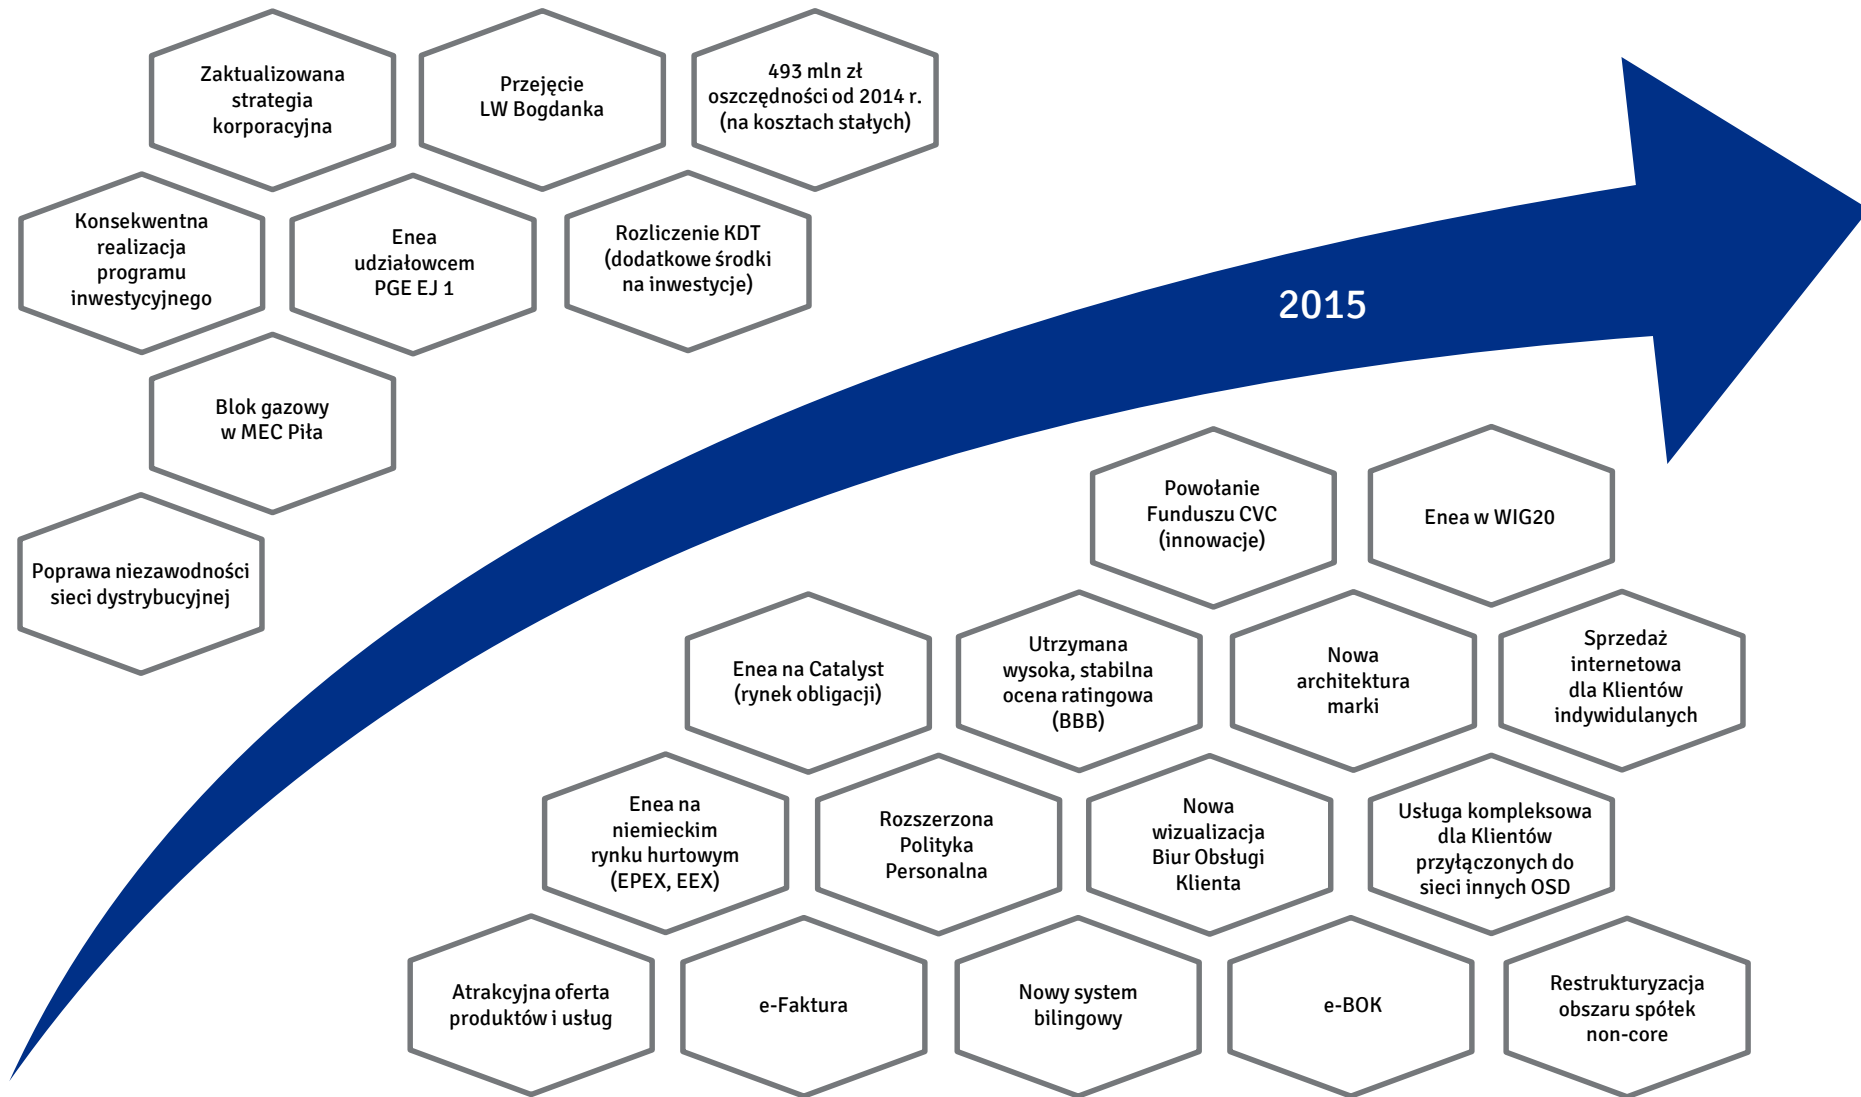 Zaktualizowana
strategia
korporacyjna
Przejęcie
LW Bogdanka
493 mln zł
oszczędności od 2014 r.
(na kosztach stałych)
Konsekwentna
realizacja
programu
inwestycyjnego
Enea
udziałowcem
PGE EJ 1
Rozliczenie KDT
(dodatkowe środki
na inwestycje)
2015
Blok gazowy
w MEC Piła
Poprawa niezawodności
sieci dystrybucyjnej
Powołanie
Funduszu CVC
(innowacje)
Enea w WIG20
Enea na Catalyst
(rynek obligacji)
Utrzymana
wysoka, stabilna
ocena ratingowa
(BBB)
Nowa
architektura
marki
Sprzedaż
internetowa
dla Klientów
indywidulanych
Enea na
niemieckim
rynku hurtowym
(EPEX, EEX)
Rozszerzona
Polityka
Personalna
Nowa
wizualizacja
Biur Obsługi
Klienta
Usługa kompleksowa
dla Klientów
przyłączonych do
sieci innych OSD
Atrakcyjna oferta
produktów i usług
e-Faktura
Nowy system
bilingowy
e-BOK
Restrukturyzacja
obszaru spółek
non-core